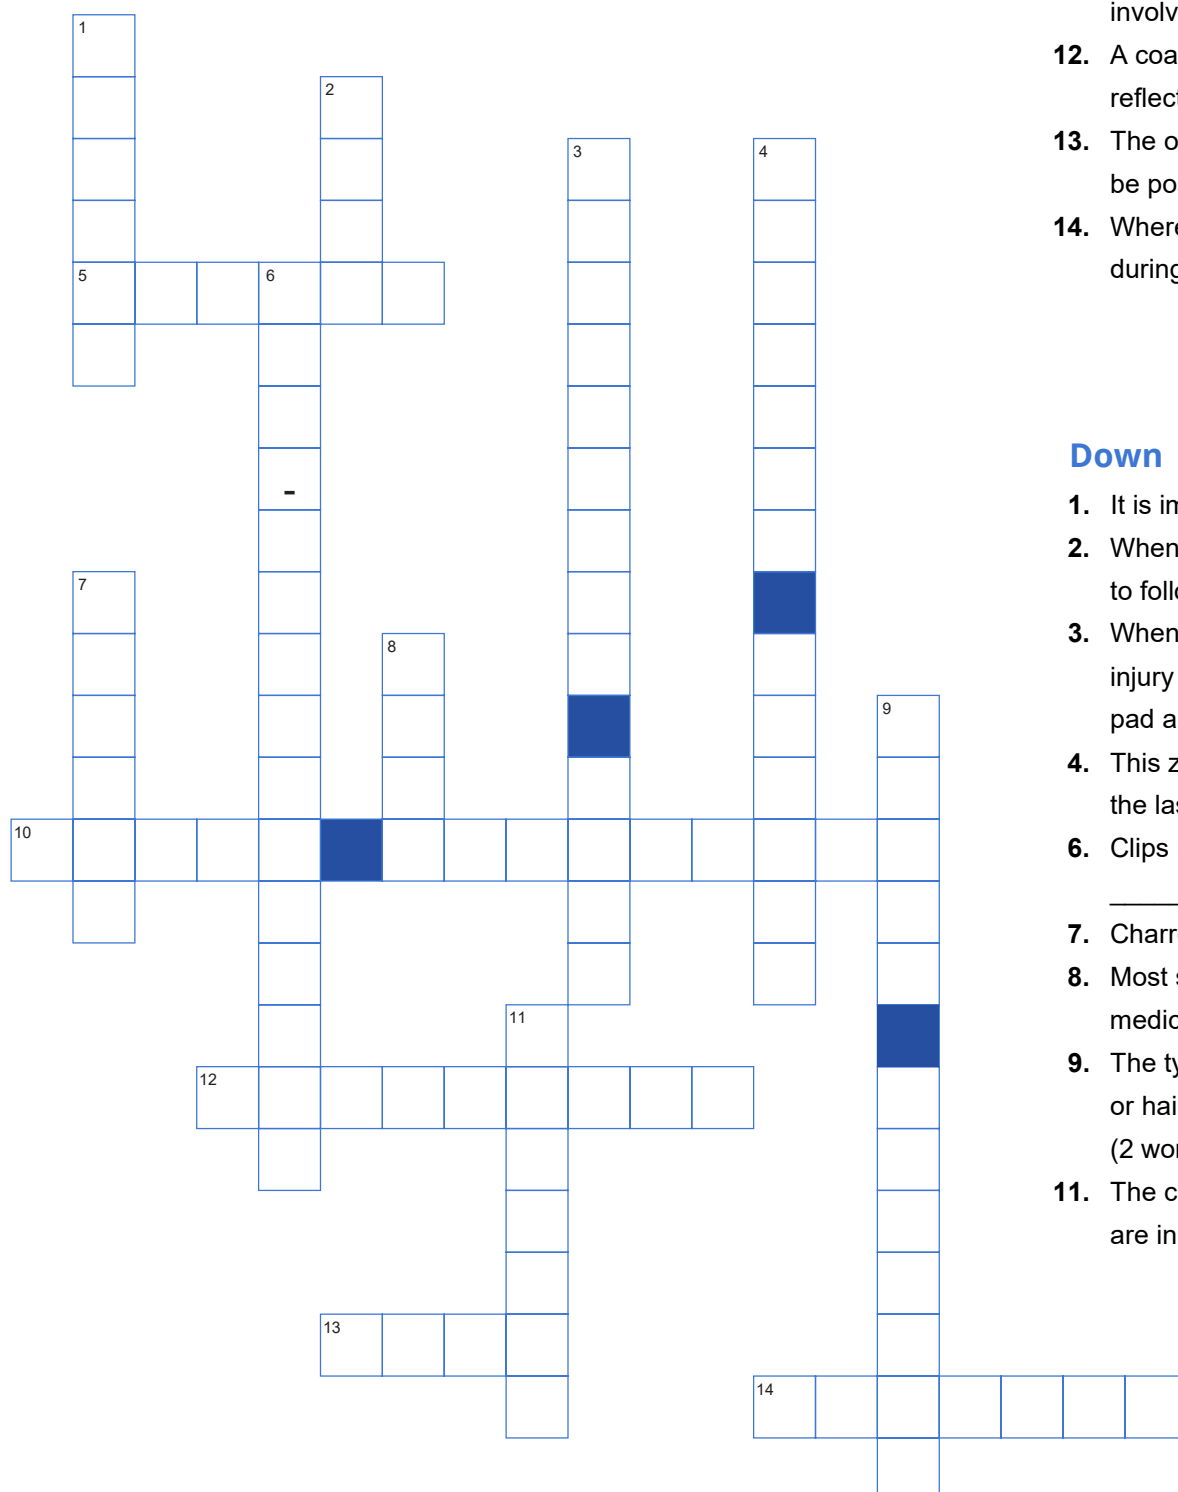 1
2
3
4
5
6
-
7
8
9
10
11
12
13
14
involv
12. A coa
reflect
13. The o
be pos
14. Where
during
Down
1. It is im
2. When
to follo
3. When
injury
pad a
4. This z
the las
6. Clips
_____
7. Charr
8. Most s
medic
9. The ty
or hai
(2 wor
11. The c
are in